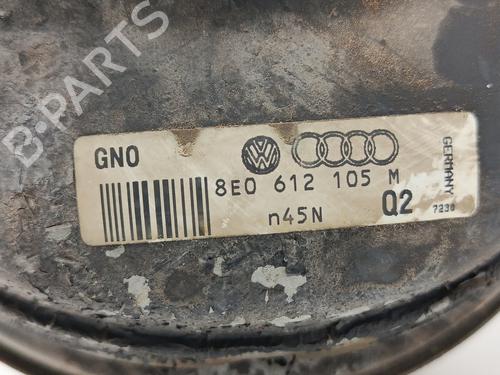 B-PARTS
GNO
8E0 612 105 M
n45N
Q2
GERMANY
7230